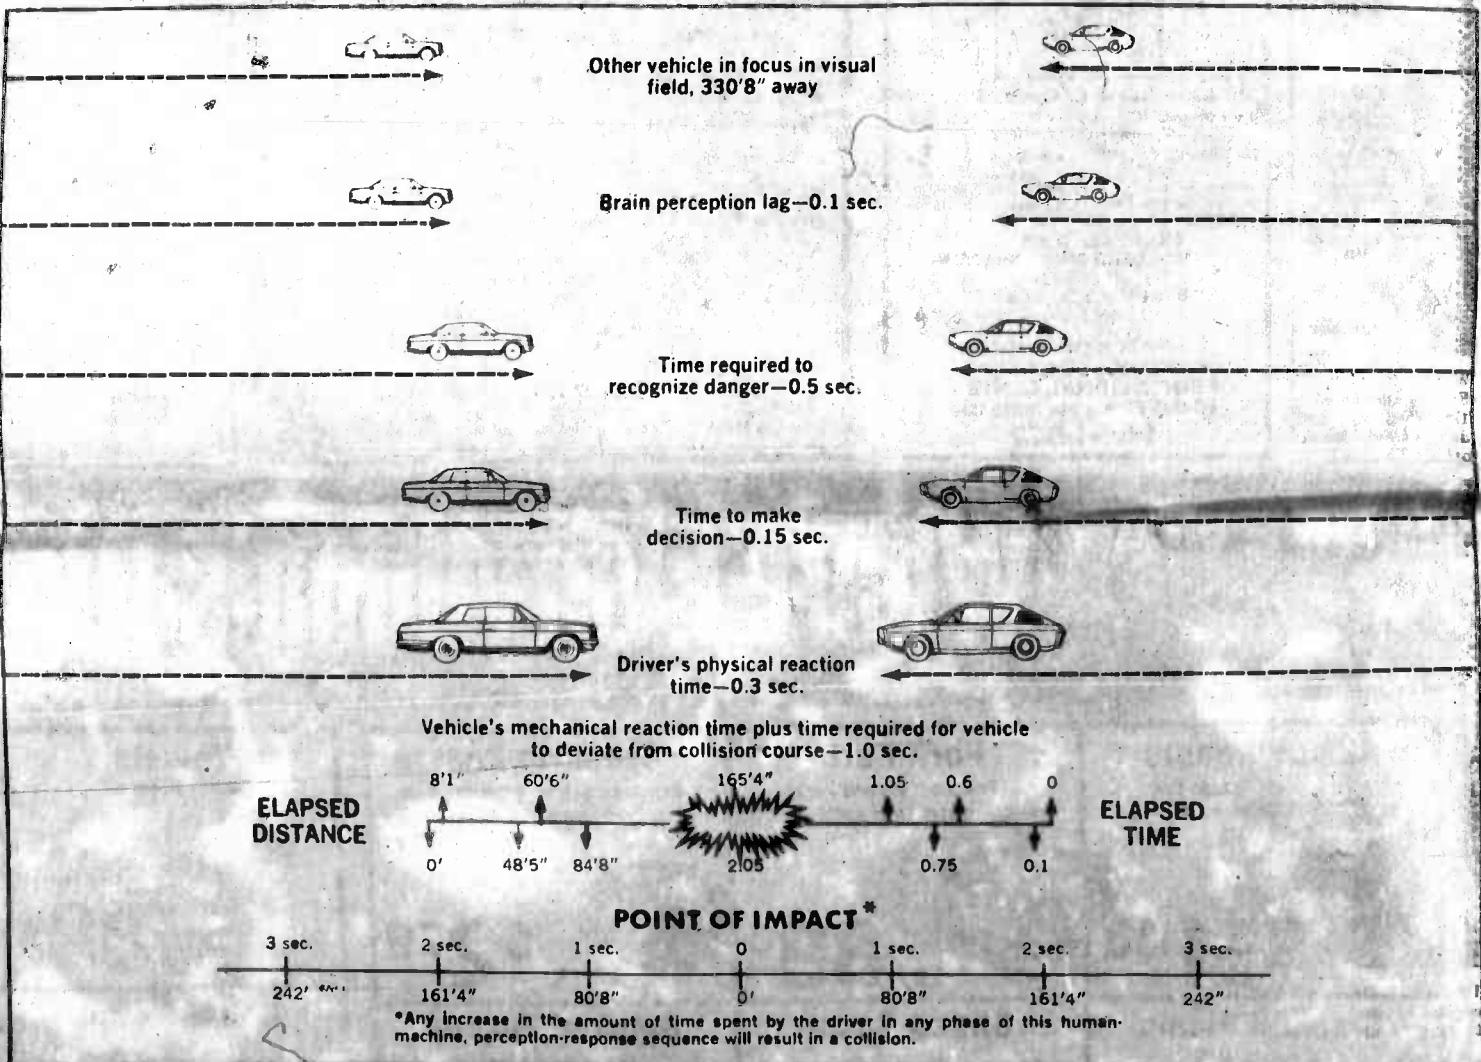 Other vehicle in focus in visual
field, 330'8" away
Brain perception lag—0.1 sec.
Time required to
recognize danger—0.5 sec.
Time to make
decision—0.15 sec.
Driver's physical reaction
time—0.3 sec.
Vehicle's mechanical reaction time plus time required for vehicle
to deviate from collision course—1.0 sec.
8'1" 60'6" 165'4" 1.05 0.6 0
ELAPSED DISTANCE
ELAPSED TIME
0' 48'5" 84'8" 2.05 0.75 0.1
POINT OF IMPACT*
3 sec. 2 sec. 1 sec. 0 1 sec. 2 sec. 3 sec.
242' 161'4" 80'8" 0' 80'8" 161'4" 242"
*Any increase in the amount of time spent by the driver in any phase of this human-
machine, perception-response sequence will result in a collision.